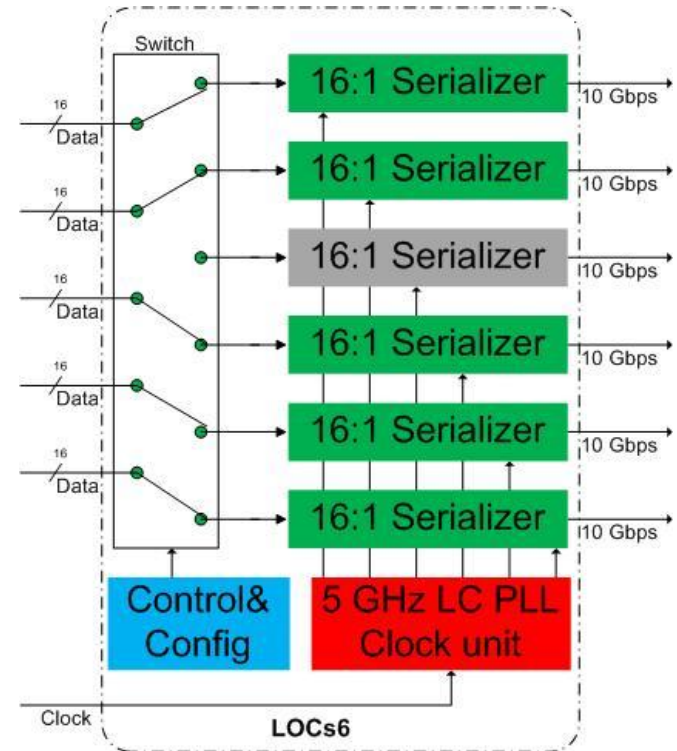 Switch
16:1 Serializer
10 Gbps
16
Data
16:1 Serializer
10 Gbps
16
Data
16:1 Serializer
10 Gbps
16
Data
16:1 Serializer
10 Gbps
16
Data
16:1 Serializer
10 Gbps
16
Data
16:1 Serializer
10 Gbps
Control&
Config
5 GHz LC PLL
Clock unit
Clock
LOCs6